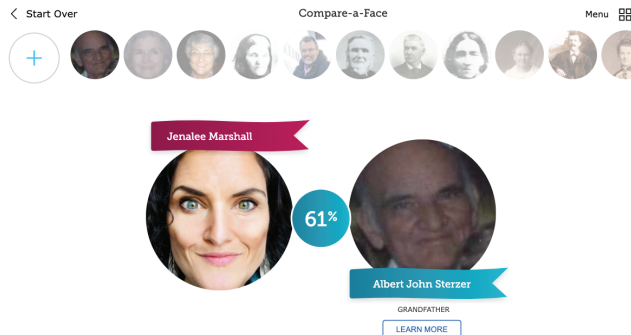 Start Over
Compare-a-Face
Menu
Jenalee Marshall
61%
Albert John Sterzer
GRANDFATHER
LEARN MORE